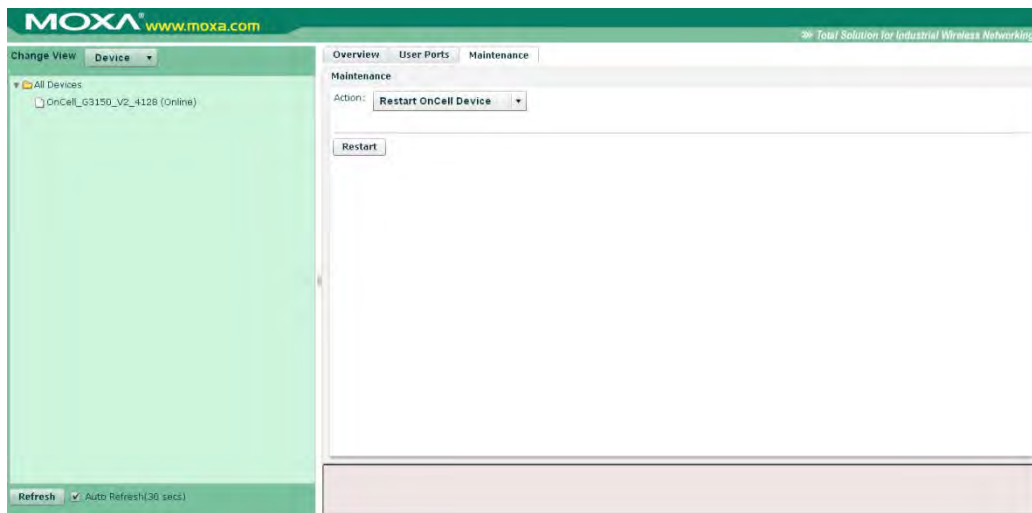 MOXA® www.moxa.com
Total Solution for Industrial Wireless Networking
Change View Device
All Devices
OnCell_G3150_V2_4128 (Online)
Refresh Auto Refresh(30 secs)
Overview User Ports Maintenance
Maintenance
Action: Restart OnCell Device
Restart